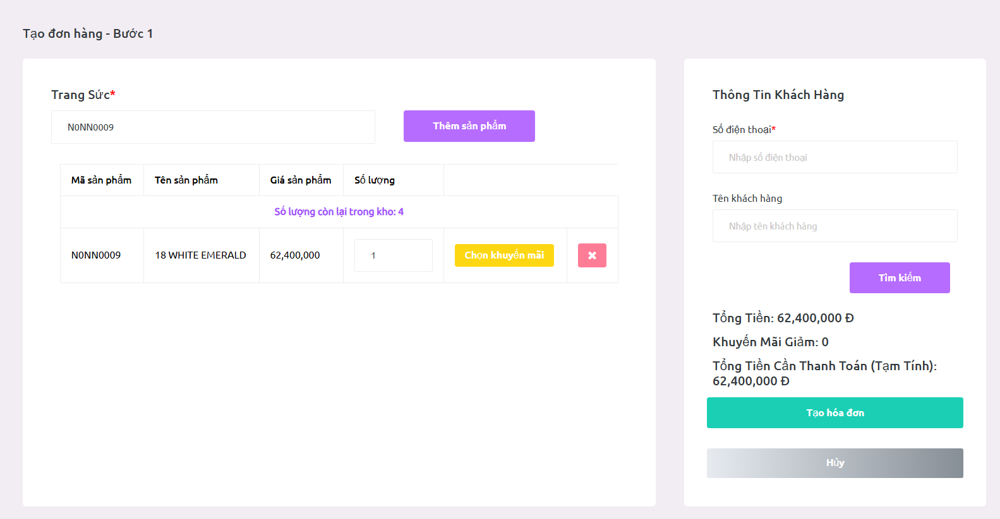 Tạo đơn hàng - Bước 1
Trang Sức*
N0NN0009
Thêm sản phẩm
Mã sản phẩm Tên sản phẩm Giá sản phẩm Số lượng
Số lượng còn lại trong kho: 4
N0NN0009 18 WHITE EMERALD 62,400,000 1 Chọn khuyến mãi
Thông Tin Khách Hàng
Số điện thoại*
Nhập số điện thoại
Tên khách hàng
Nhập tên khách hàng
Tìm kiếm
Tổng Tiền: 62,400,000 Đ
Khuyến Mãi Giảm: 0
Tổng Tiền Cần Thanh Toán (Tạm Tính):
62,400,000 Đ
Tạo hóa đơn
Hủy